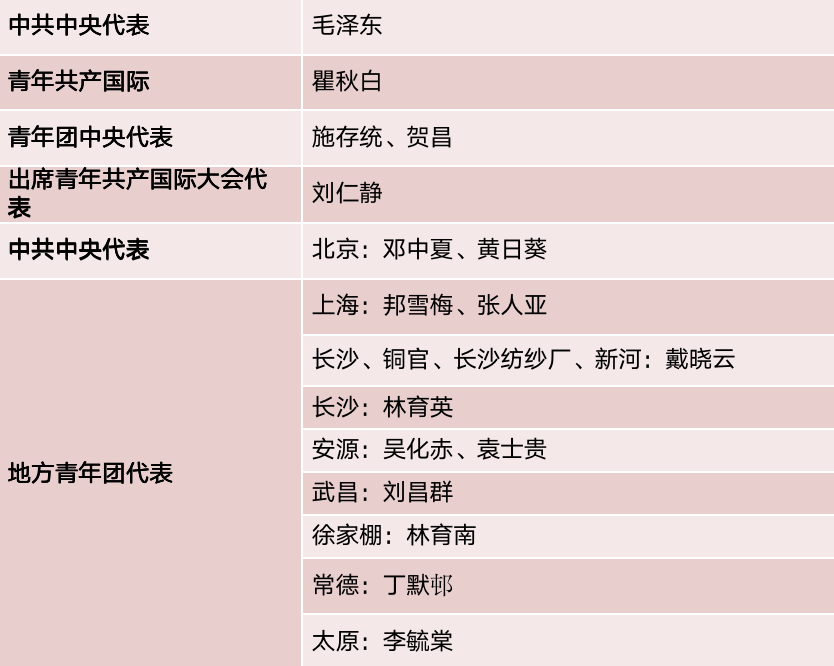 中共中央代表
毛泽东
青年共产国际
瞿秋白
青年团中央代表
施存统、贺昌
出席青年共产国际大会代
表
刘仁静
中共中央代表
北京：邓中夏、黄日葵
地方青年团代表
上海：邦雪梅、张人亚
长沙、铜官、长沙纺纱厂、新河：戴晓云
长沙：林育英
安源：吴化赤、袁士贵
武昌：刘昌群
徐家棚：林育南
常德：丁默邨
太原：李毓棠